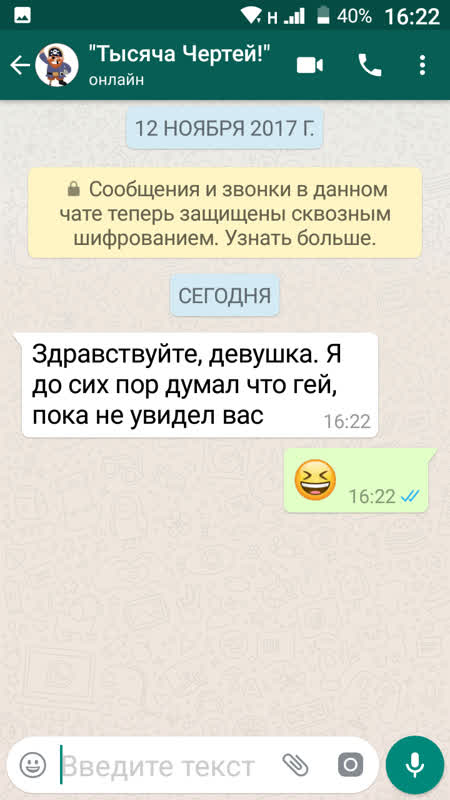 Н 40% 16:22
"Тысяча Чертей!"
онлайн
12 НОЯБРЯ 2017 Г.
Сообщения и звонки в данном
чате теперь защищены сквозным
шифрованием. Узнать больше.
СЕГОДНЯ
Здравствуйте, девушка. Я
до сих пор думал что гей,
пока не увидел вас
16:22
16:22
Введите текст